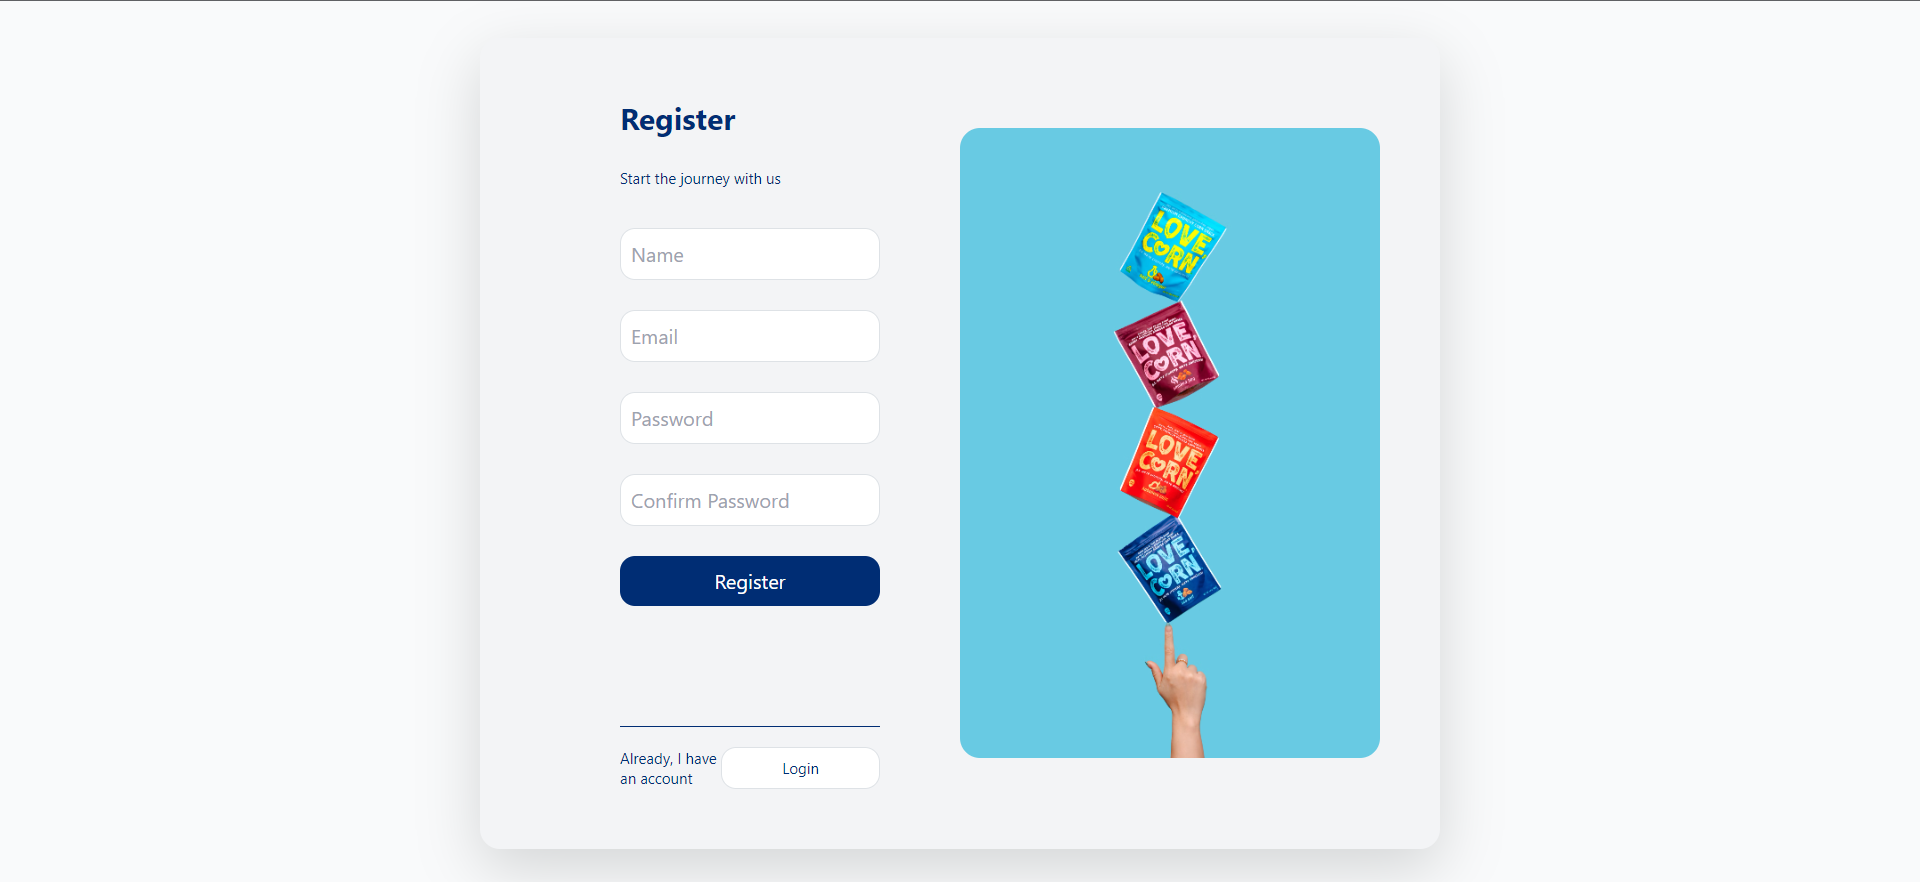 Register
Start the journey with us
Name
Email
Password
Confirm Password
Register
Already, I have
an account
Login
LOVE,
CORN
LOVE,
CORN
LOVE,
CORN
LOVE,
CORN